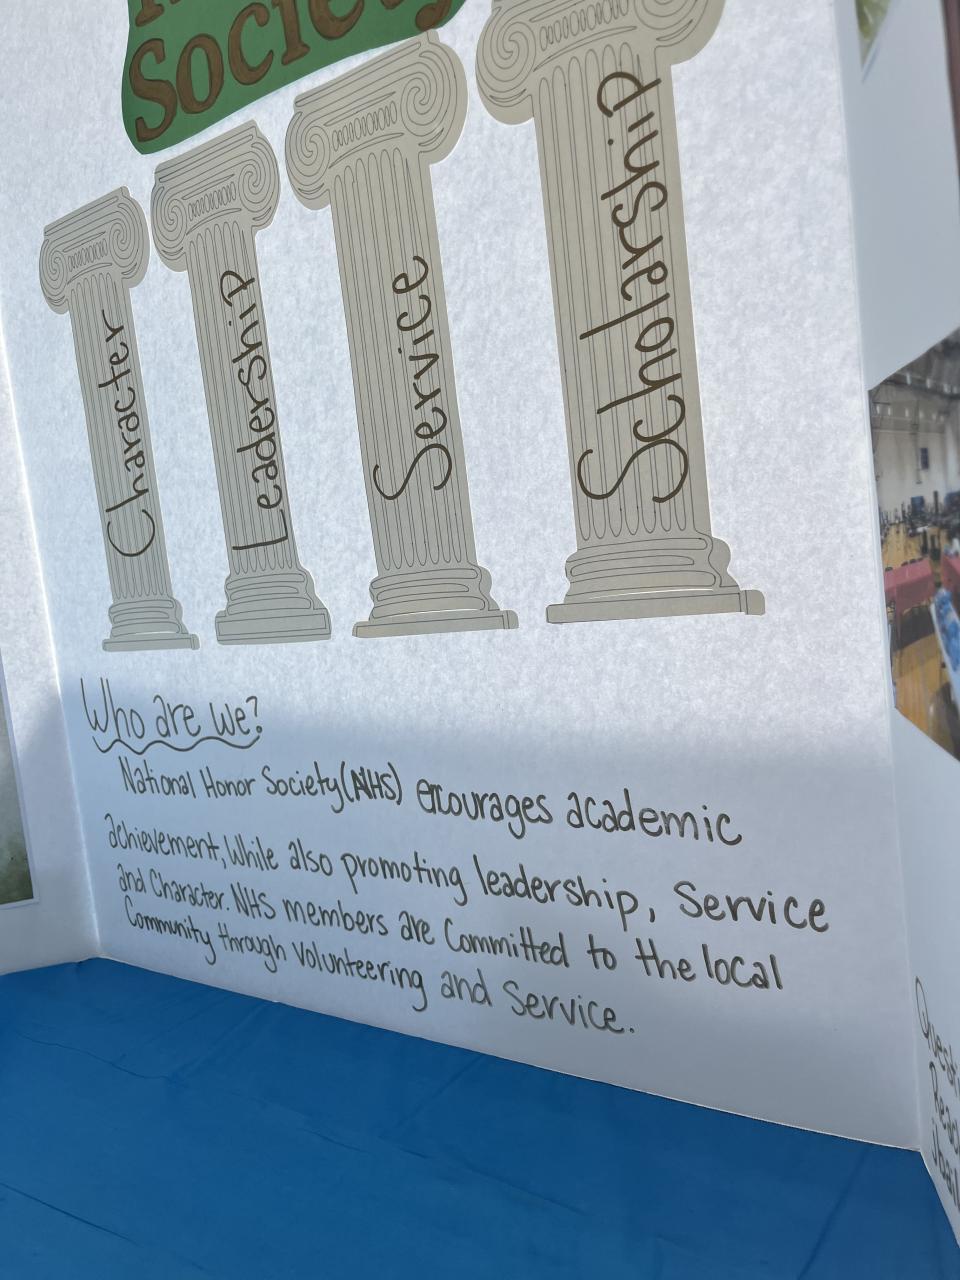 Society
Character
Leadership
Service
Scholarship
Who are we?
National Honor Society (NHS) encourages academic
achievement, While also promoting leadership, Service
and Character. NHS members are Committed to the local
Community through Volunteering and Service.